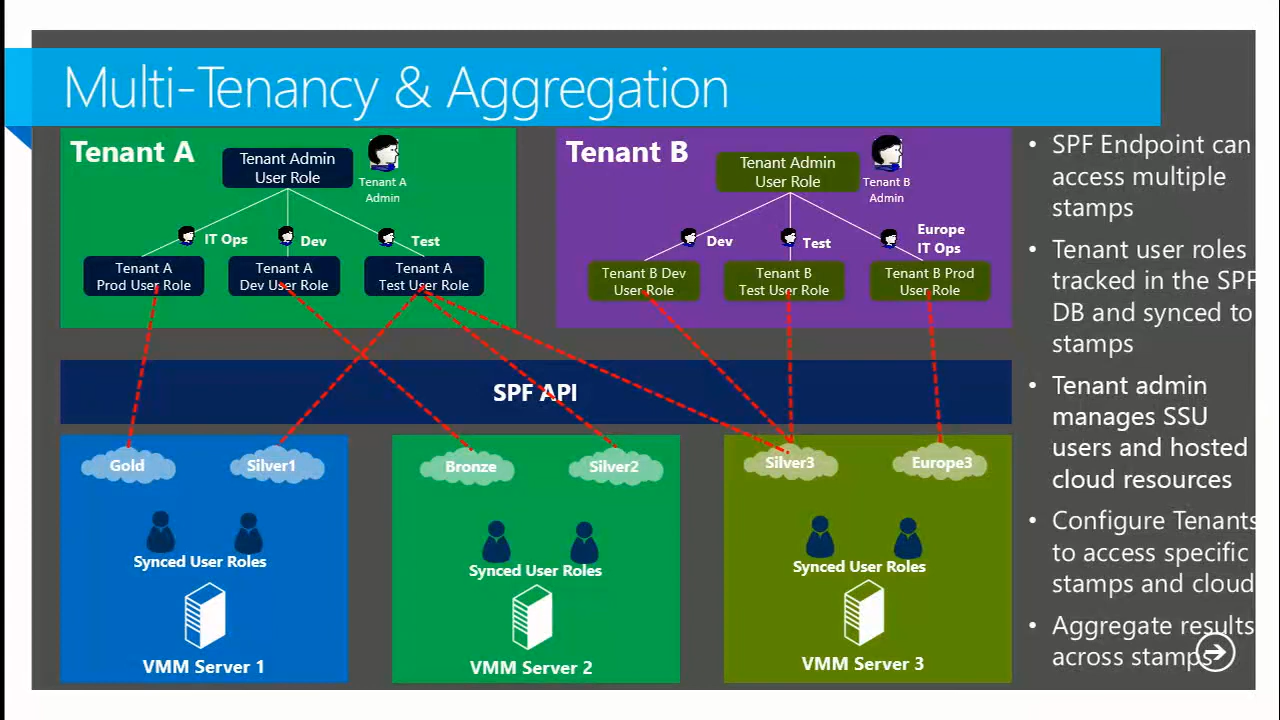 Multi-Tenancy & Aggregation
Tenant A
Tenant Admin
User Role
Tenant A
Admin
IT Ops
Dev
Test
Tenant A
Prod User Role
Tenant A
Dev User Role
Tenant A
Test User Role
Tenant B
Tenant Admin
User Role
Tenant B
Admin
Dev
Test
Europe
IT Ops
Tenant B Dev
User Role
Tenant B
Test User Role
Tenant B Prod
User Role
SPF API
Gold
Silver1
Synced User Roles
VMM Server 1
Bronze
Silver2
Synced User Roles
VMM Server 2
Silver3
Europe3
Synced User Roles
VMM Server 3
• SPF Endpoint can
access multiple
stamps
• Tenant user roles
tracked in the SPF
DB and synced to
stamps
• Tenant admin
manages SSU
users and hosted
cloud resources
• Configure Tenants
to access specific
stamps and cloud
• Aggregate results
across stamps